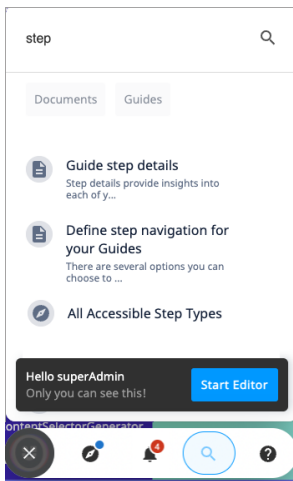 step
Documents Guides
Guide step details
Step details provide insights into
each of y...
Define step navigation for
your Guides
There are several options you can
choose to ...
All Accessible Step Types
Hello superAdmin
Only you can see this!
Start Editor
ontentSelectorGenerator
4